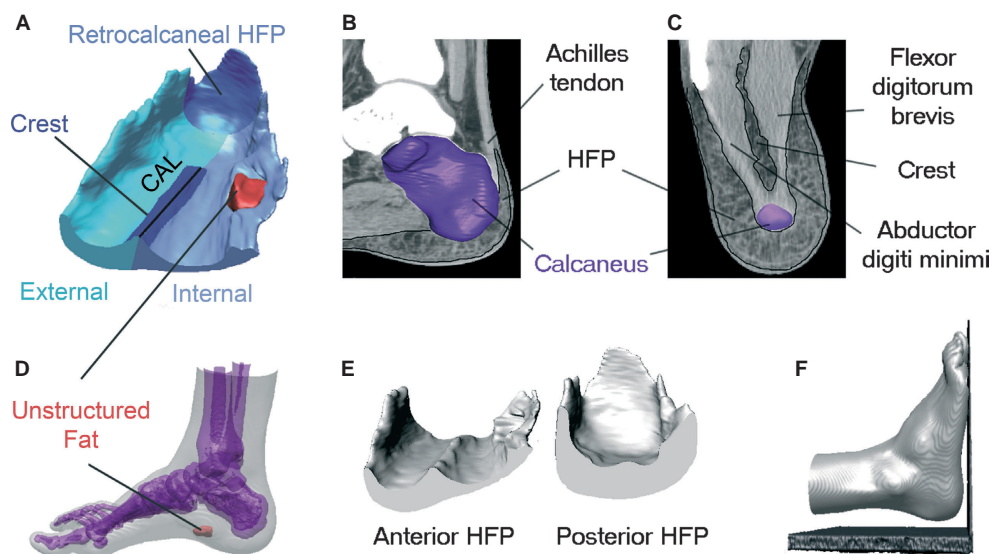 A
Retrocalcaneal HFP
Crest
CAL
External
Internal
B
Achilles
tendon
HFP
Calcaneus
C
Flexor
digitorum
brevis
Crest
Abductor
digiti minimi
D
Unstructured
Fat
E
Anterior HFP
Posterior HFP
F